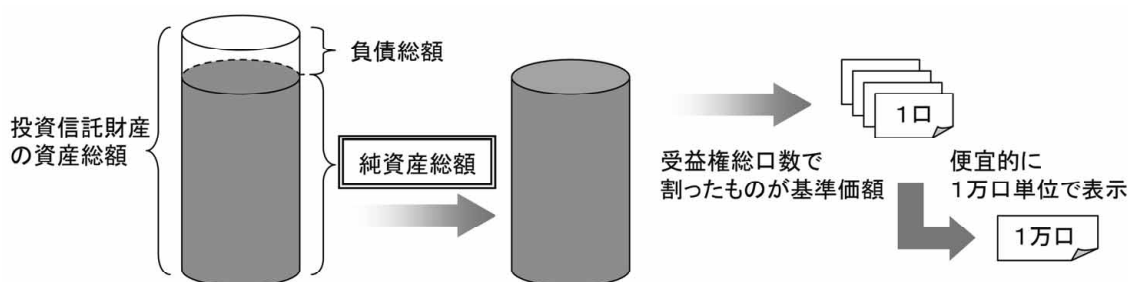 負債総額
投資信託財産
の資産総額
純資産総額
1口
受益権総口数で
割ったものが基準価額
便宜的に
1万口単位で表示
1万口